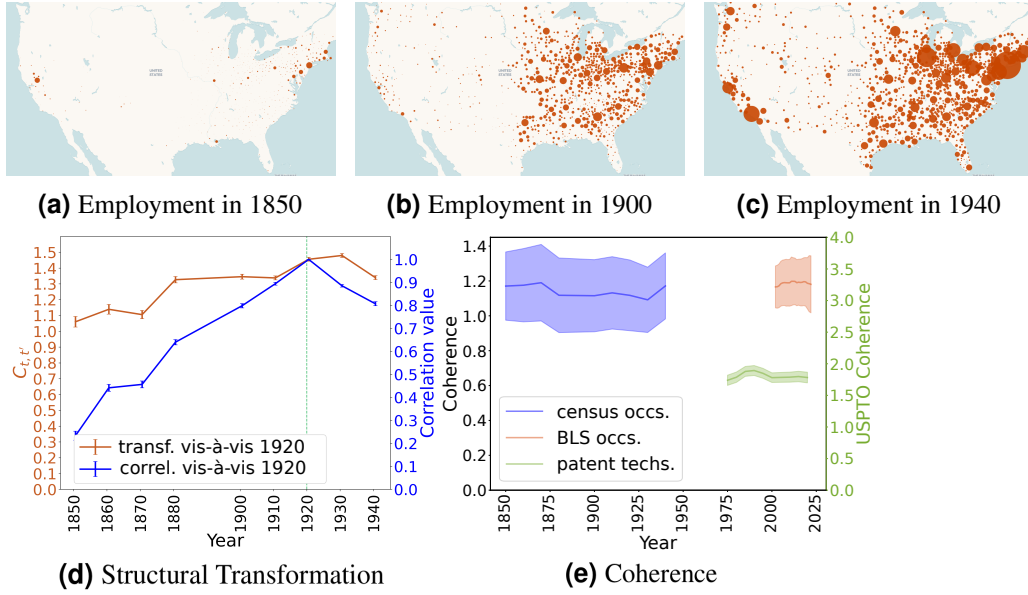 UNITED
STATES
UNITED
STATES
UNITED
STATES
(a) Employment in 1850
(b) Employment in 1900
(c) Employment in 1940
1.5
1.4
1.3
1.2
1.1
1.0
0.9
0.8
0.7
0.6
0.5
0.4
0.3
0.2
0.1
0.0
C_{t,t'}
1.0
0.9
0.8
0.7
0.6
0.5
0.4
0.3
0.2
0.1
0.0
Correlation value
transf. vis-à-vis 1920
correl. vis-à-vis 1920
1850
1860
1870
1880
1900
1910
1920
1930
1940
Year
(d) Structural Transformation
1.4
1.2
1.0
0.8
0.6
0.4
0.2
0.0
Coherence
4.0
3.5
3.0
2.5
2.0
1.5
1.0
0.5
0.0
USPTO Coherence
census occs.
BLS occs.
patent techs.
1850
1875
1900
1925
1950
1975
2000
2025
Year
(e) Coherence